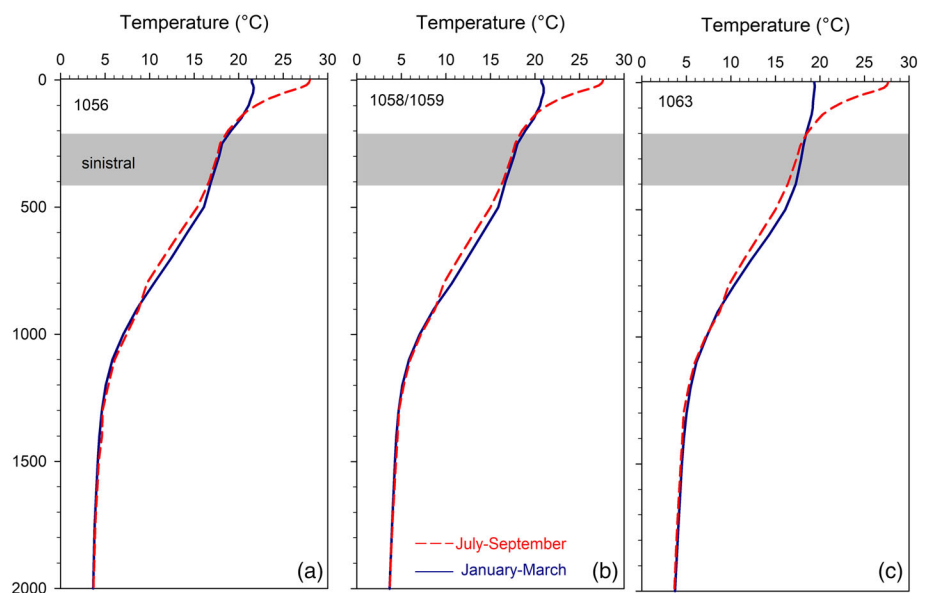 Temperature (°C) Temperature (°C) Temperature (°C)
0 5 10 15 20 25 30 0 5 10 15 20 25 30 0 5 10 15 20 25 30
0
1056 1058/1059 1063
sinistral
500
1000
1500
July-September
January-March
(a) (b) (c)
2000